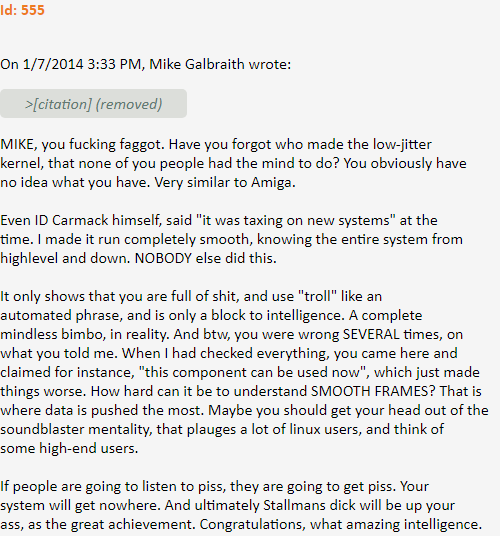 Id: 555
On 1/7/2014 3:33 PM, Mike Galbraith wrote:
>[citation] (removed)
MIKE, you fucking faggot. Have you forgot who made the low-jitter
kernel, that none of you people had the mind to do? You obviously have
no idea what you have. Very similar to Amiga.
Even ID Carmack himself, said "it was taxing on new systems" at the
time. I made it run completely smooth, knowing the entire system from
highlevel and down. NOBODY else did this.
It only shows that you are full of shit, and use "troll" like an
automated phrase, and is only a block to intelligence. A complete
mindless bimbo, in reality. And btw, you were wrong SEVERAL times, on
what you told me. When I had checked everything, you came here and
claimed for instance, "this component can be used now", which just made
things worse. How hard can it be to understand SMOOTH FRAMES? That is
where data is pushed the most. Maybe you should get your head out of the
soundblaster mentality, that plauges a lot of linux users, and think of
some high-end users.
If people are going to listen to piss, they are going to get piss. Your
system will get nowhere. And ultimately Stallmans dick will be up your
ass, as the great achievement. Congratulations, what amazing intelligence.